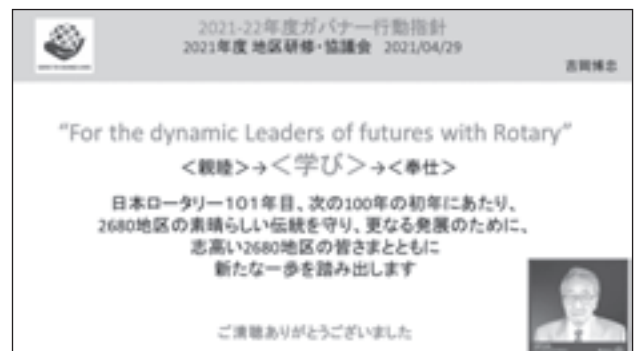 2021-22年度ガバナー行動指針
2021年度 地区研修・協議会 2021/04/29
吉岡博忠
“For the dynamic Leaders of futures with Rotary”
<親睦>→<学び>→<奉仕>
日本ロータリー101年目、次の100年の初年にあたり、
2680地区の素晴らしい伝統を守り、更なる発展のために、
志高い2680地区の皆さまとともに
新たな一歩を踏み出します
ご清聴ありがとうございました